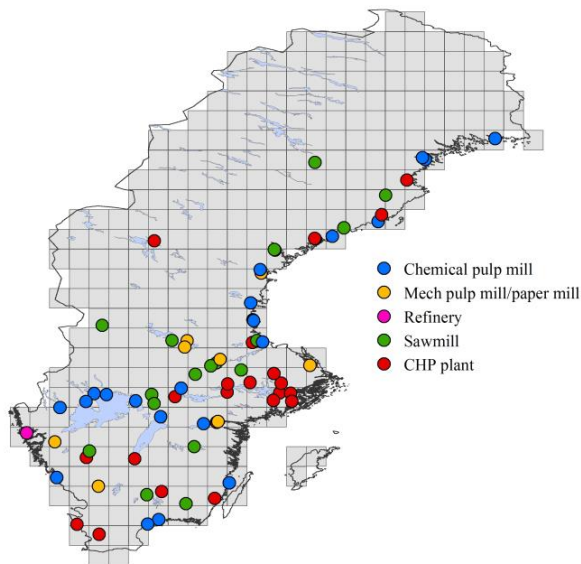 Chemical pulp mill
Mech pulp mill/paper mill
Refinery
Sawmill
CHP plant